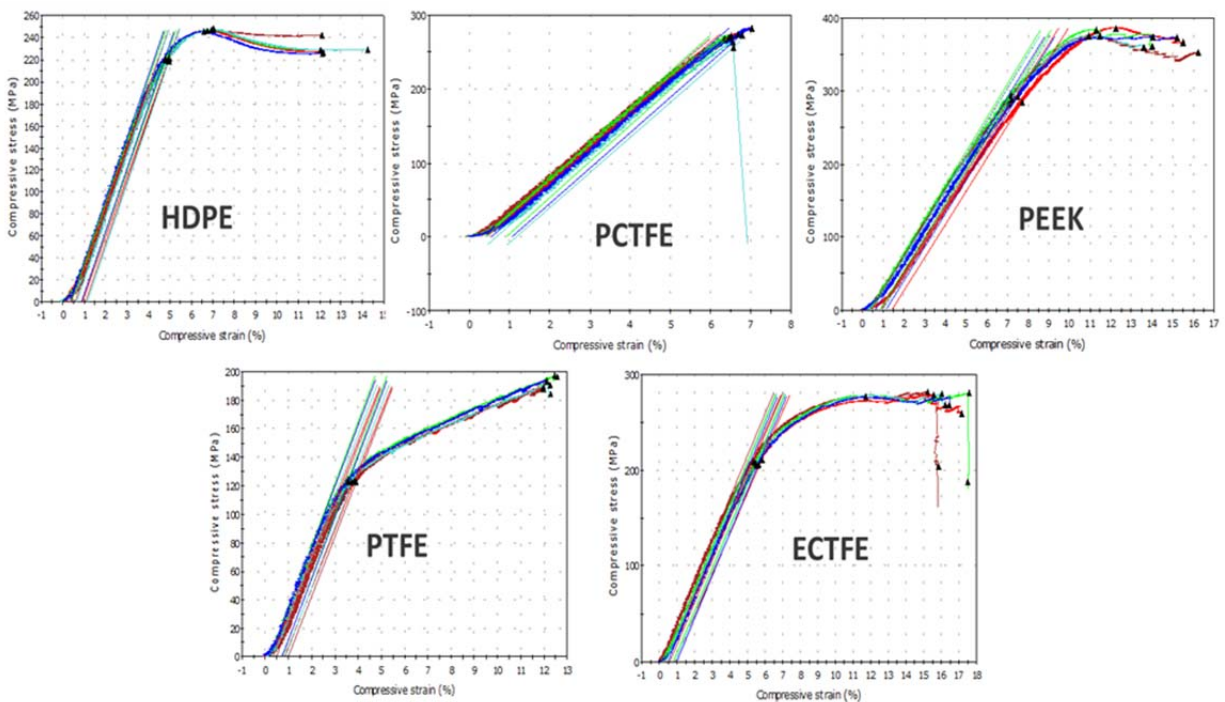 260
240
220
200
180
160
140
120
100
80
60
40
20
0
Compressive stress (MPa)
HDPE
-1 0 1 2 3 4 5 6 7 8 9 10 11 12 13 14
Compressive strain (%)
300
200
100
0
-100
Compressive stress (MPa)
PCTFE
-1 0 1 2 3 4 5 6 7 8
Compressive strain (%)
400
300
200
100
0
Compressive stress (MPa)
PEEK
-1 0 1 2 3 4 5 6 7 8 9 10 11 12 13 14 15 16 17
Compressive strain (%)
200
180
160
140
120
100
80
60
40
20
0
Compressive stress (MPa)
PTFE
-1 0 1 2 3 4 5 6 7 8 9 10 11 12 13
Compressive strain (%)
300
200
100
0
Compressive stress (MPa)
ECTFE
-1 0 1 2 3 4 5 6 7 8 9 10 11 12 13 14 15 16 17 18
Compressive strain (%)